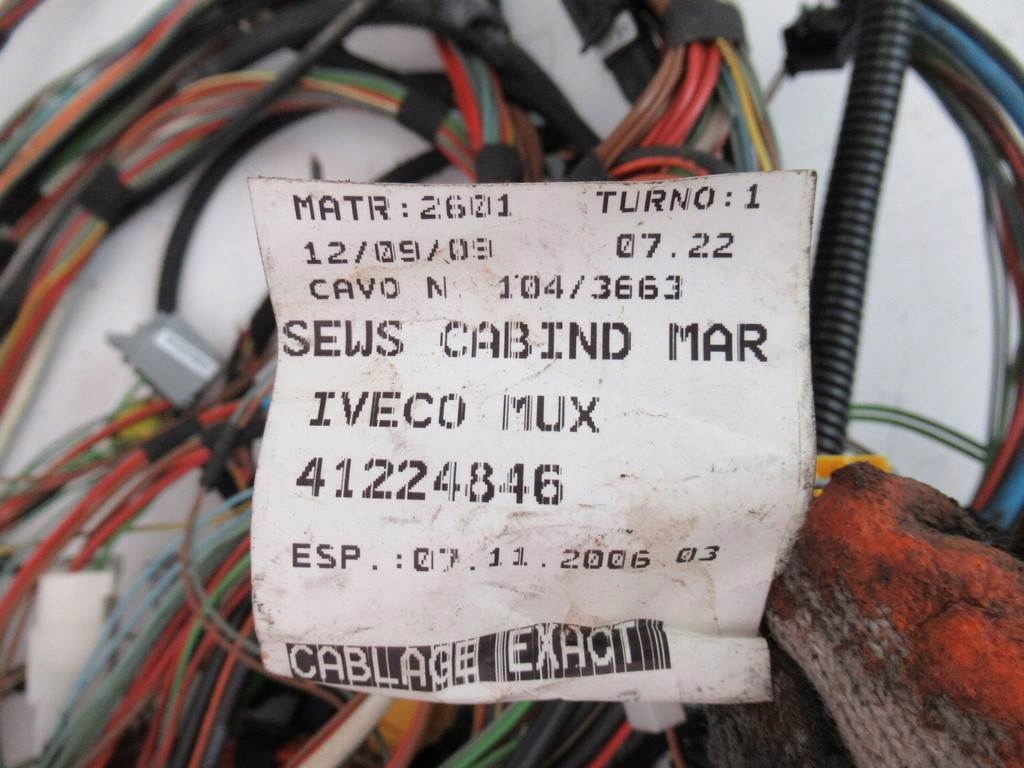 MATR:2601 TURNO:1
12/09/09 07.22
CAVO N. 104/3663
SEWS CABIND MAR
IVECO MUX
41224846
ESP.:07.11.2006 03
CABLAGE EXACT